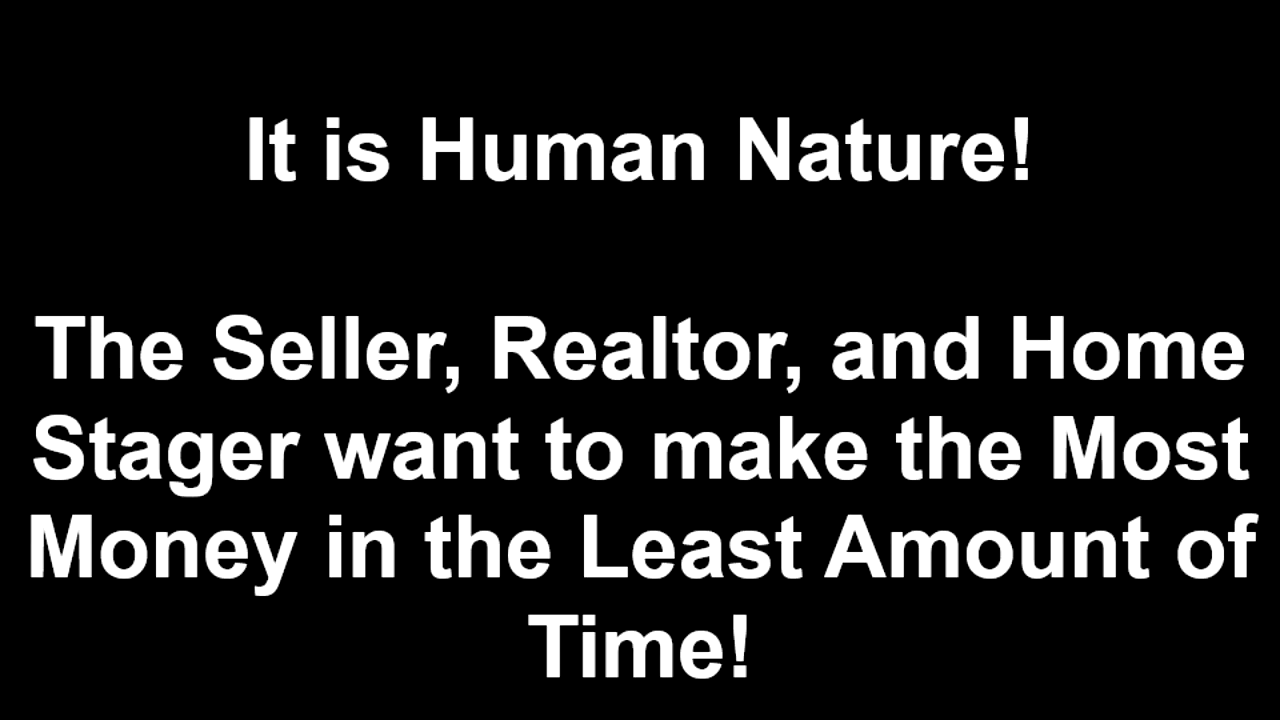 It is Human Nature!
The Seller, Realtor, and Home
Stager want to make the Most
Money in the Least Amount of
Time!